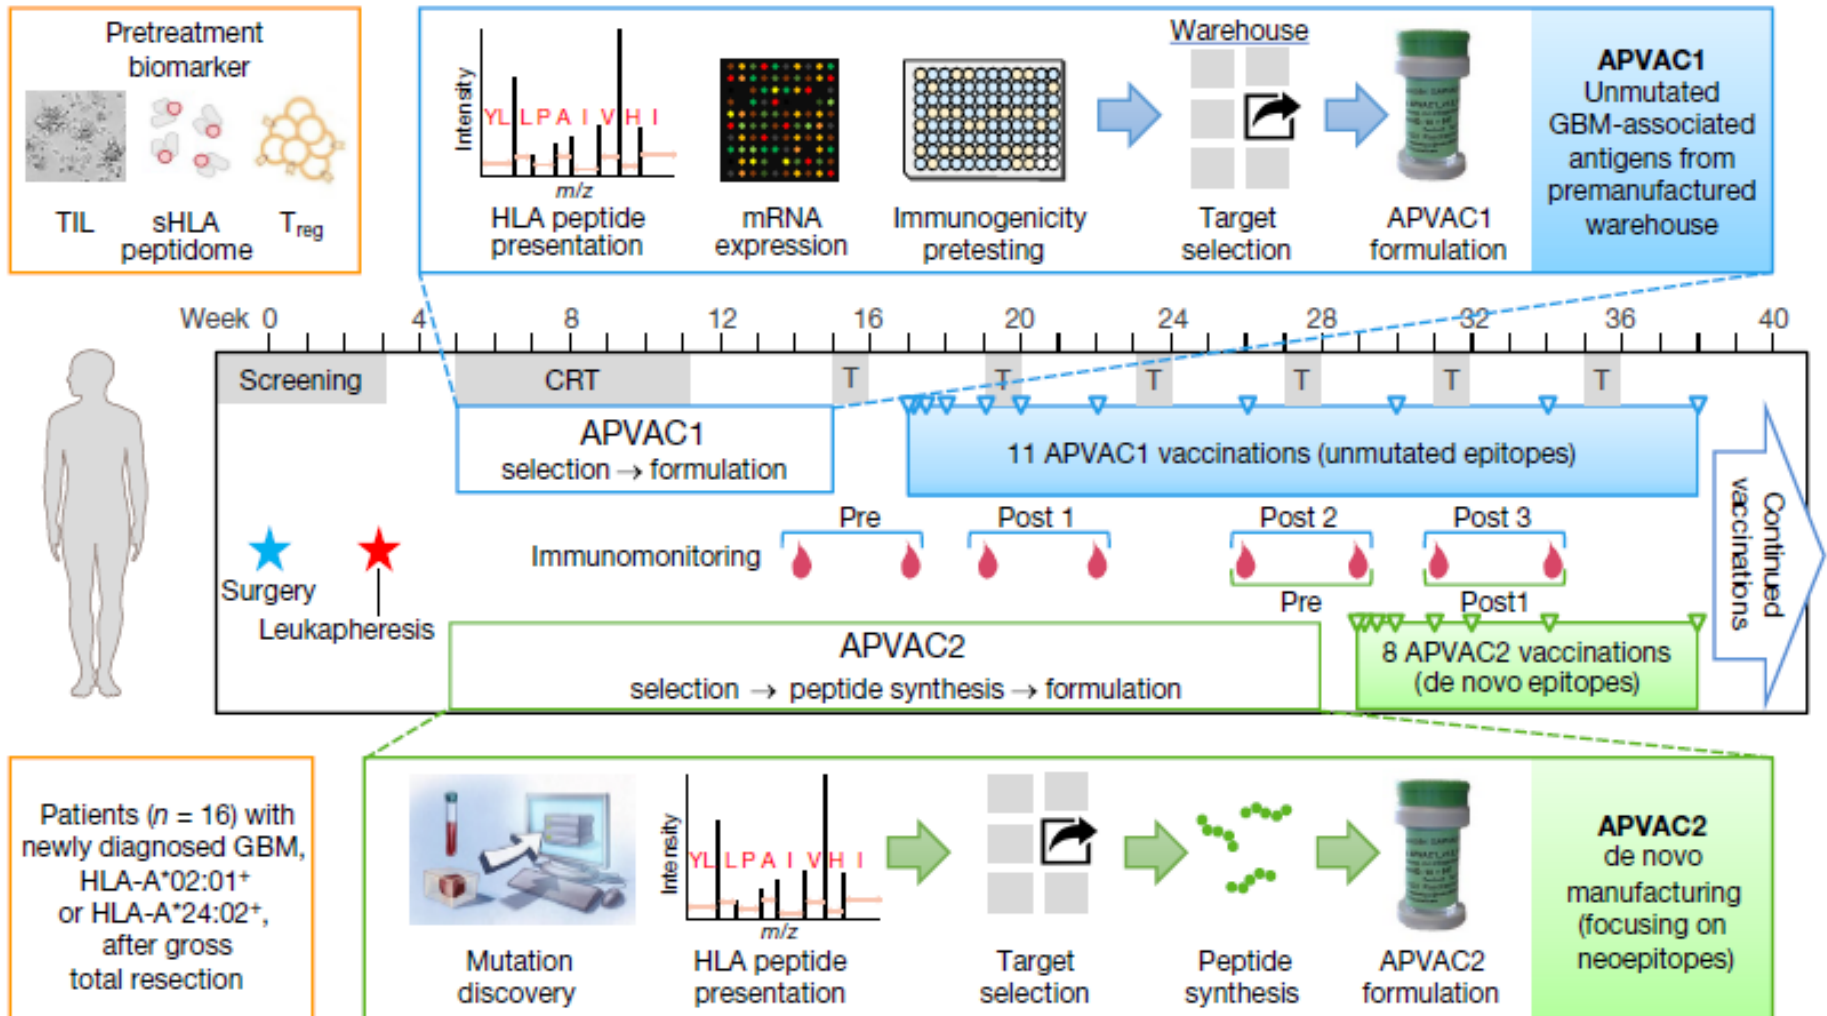 Pretreatment
biomarker
TIL
sHLA
peptidome
Treg
Intensity
YL L P A I V H I
m/z
HLA peptide
presentation
mRNA
expression
Immunogenicity
pretesting
Warehouse
Target
selection
APVAC1
formulation
APVAC1
Unmutated
GBM-associated
antigens from
premanufactured
warehouse
Week 0 4 8 12 16 20 24 28 32 36 40
Screening CRT T T T T T T
APVAC1
selection → formulation
11 APVAC1 vaccinations (unmutated epitopes)
Continued
vaccinations
Pre Post 1 Post 2 Post 3
Immunomonitoring
Surgery
Leukapheresis
Pre Post1
APVAC2
selection → peptide synthesis → formulation
8 APVAC2 vaccinations
(de novo epitopes)
Patients (n = 16) with
newly diagnosed GBM,
HLA-A*02:01+
or HLA-A*24:02+,
after gross
total resection
Mutation
discovery
Intensity
YL L P A I V H I
m/z
HLA peptide
presentation
Target
selection
Peptide
synthesis
APVAC2
formulation
APVAC2
de novo
manufacturing
(focusing on
neoepitopes)